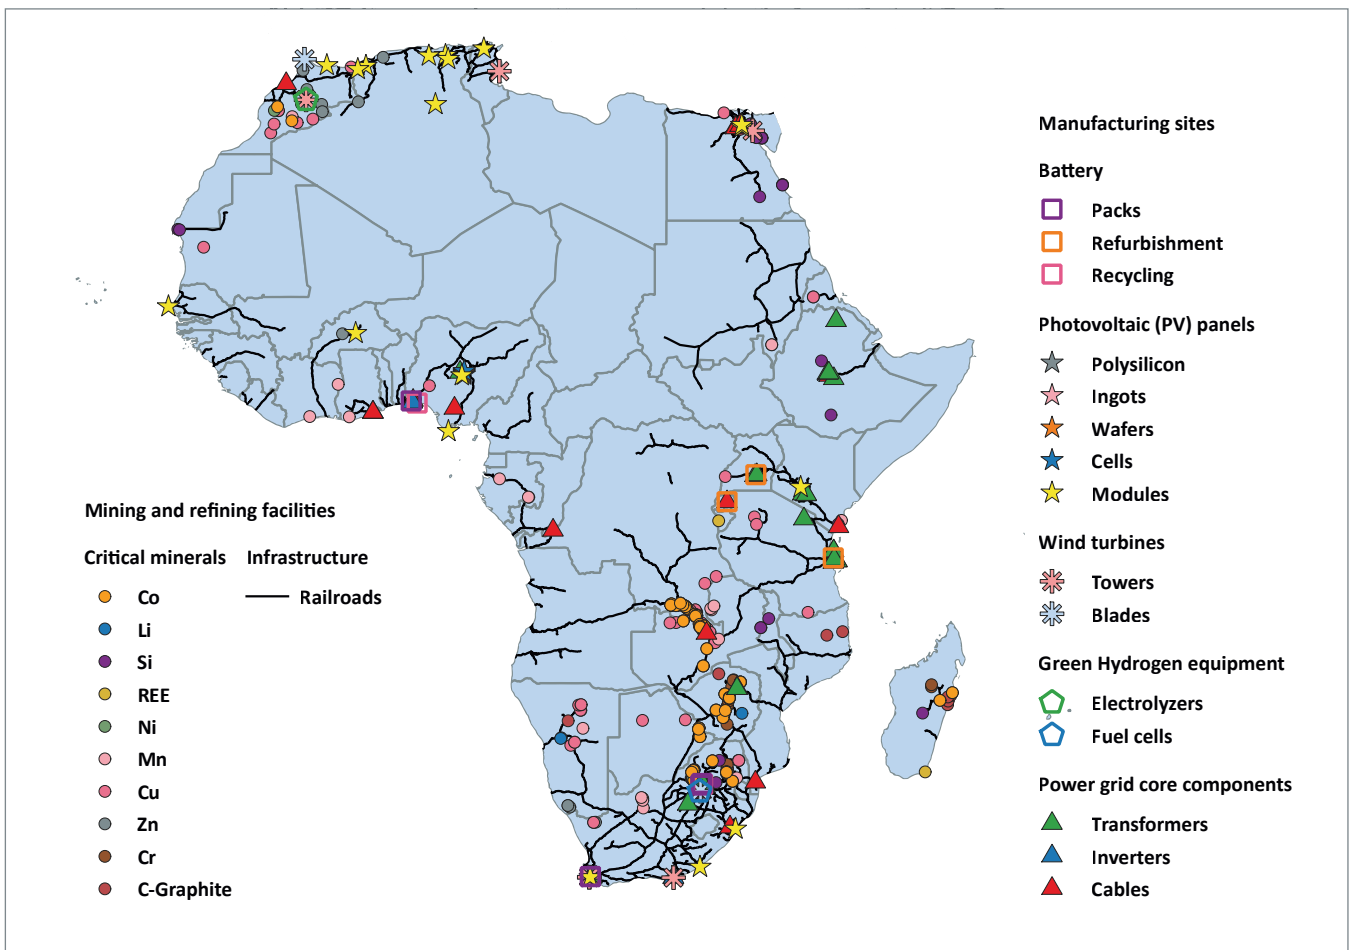 Manufacturing sites
Battery
Packs
Refurbishment
Recycling
Photovoltaic (PV) panels
Polysilicon
Ingots
Wafers
Cells
Modules
Wind turbines
Towers
Blades
Green Hydrogen equipment
Electrolyzers
Fuel cells
Power grid core components
Transformers
Inverters
Cables
Mining and refining facilities
Critical minerals Infrastructure
Co Railroads
Li
Si
REE
Ni
Mn
Cu
Zn
Cr
C-Graphite